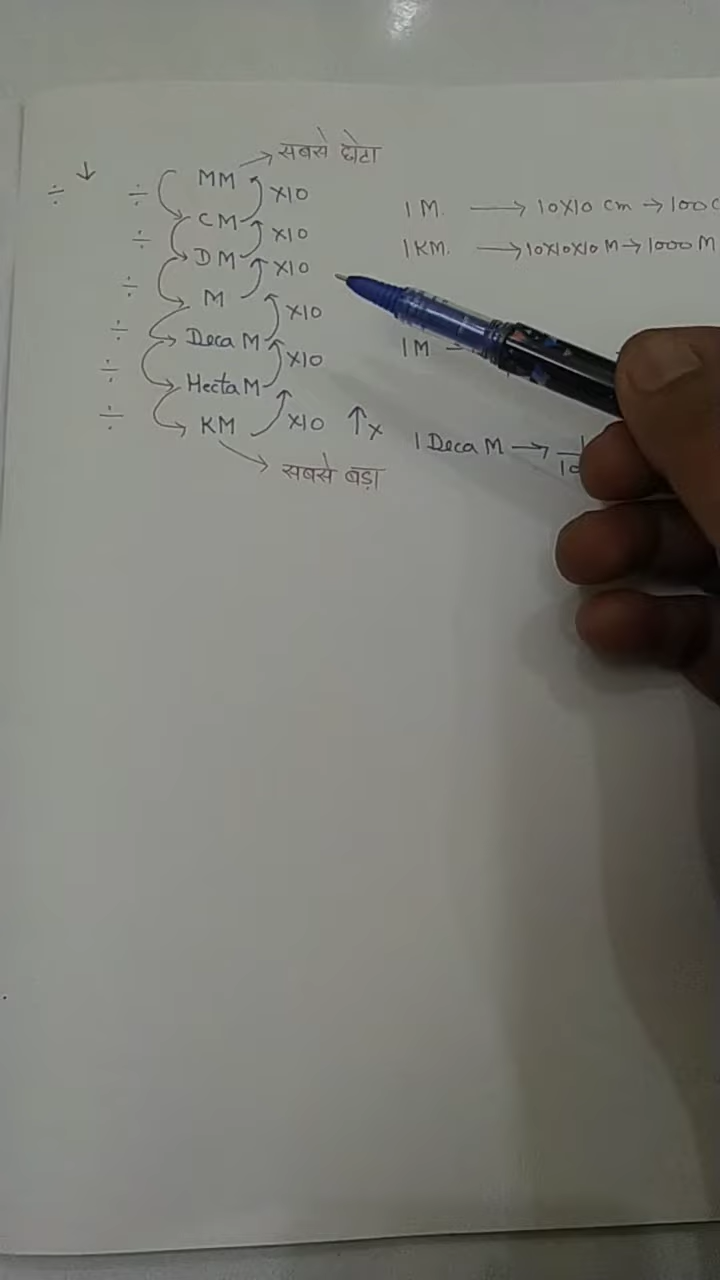 MM → सबसे छोटा
÷ ↓ ÷ ×10
CM
÷ ×10
DM
÷ ×10
M
÷ ×10
Deca M
÷ ×10
Hecta M
÷ ×10 ↑×
KM
→ सबसे बड़ा
1 M. → 10×10 cm → 100 C
1 KM. → 10×10×10 M → 1000 M
1 M →
1 Deca M →